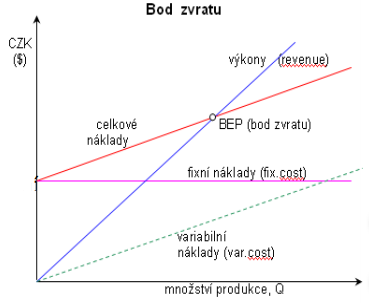 Bod zvratu
CZK
($)
výkony (revenue)
celkové
náklady
BEP (bod zvratu)
fixní náklady (fix.cost)
variabilní
náklady (var.cost)
množství produkce, Q